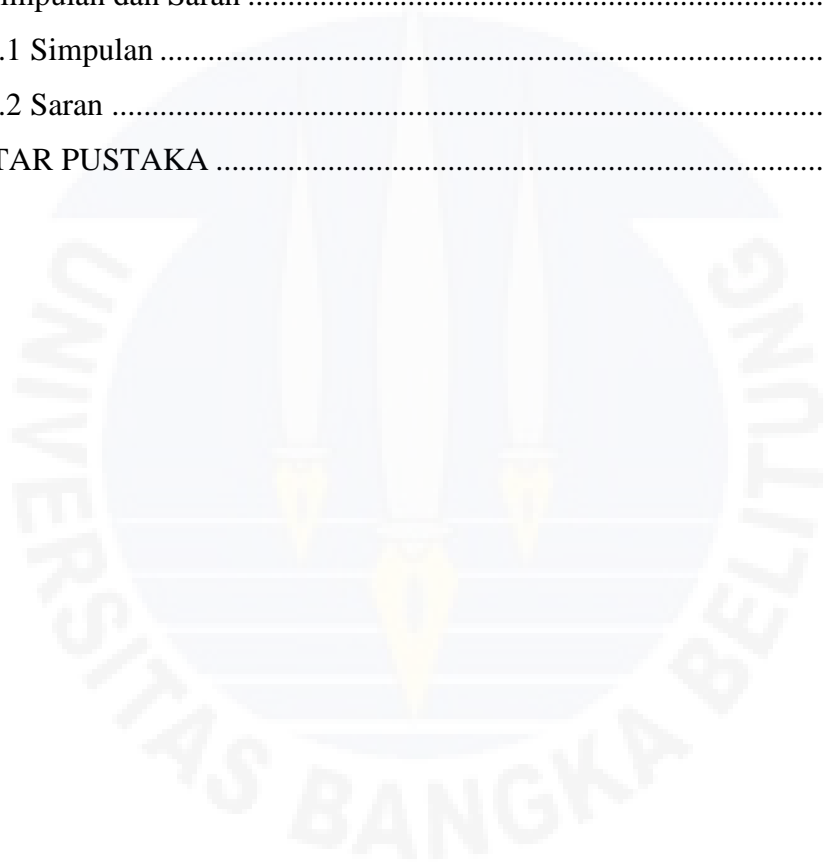 impulan dan Saran ......................................................................
.1 Simpulan ...................................................................................
.2 Saran .........................................................................................
TAR PUSTAKA ...........................................................................
UNIVERSITAS BANGKA BELITUNG